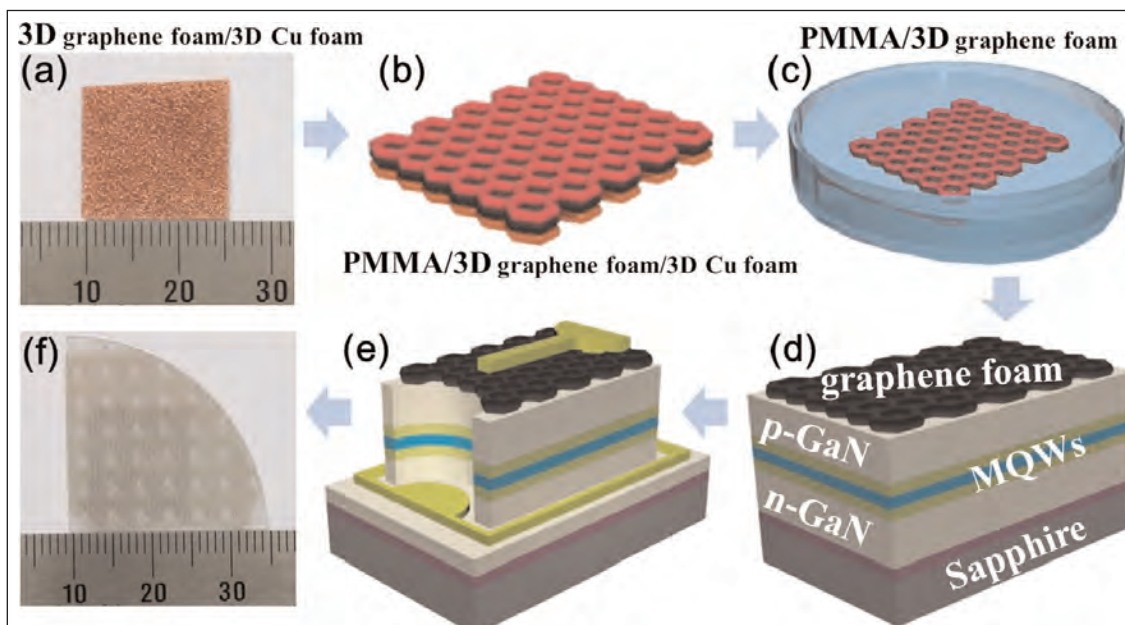 3D graphene foam/3D Cu foam
(a)
10 20 30
(b)
PMMA/3D graphene foam/3D Cu foam
PMMA/3D graphene foam
(c)
(d)
graphene foam
p-GaN
MQWs
n-GaN
Sapphire
(e)
(f)
10 20 30